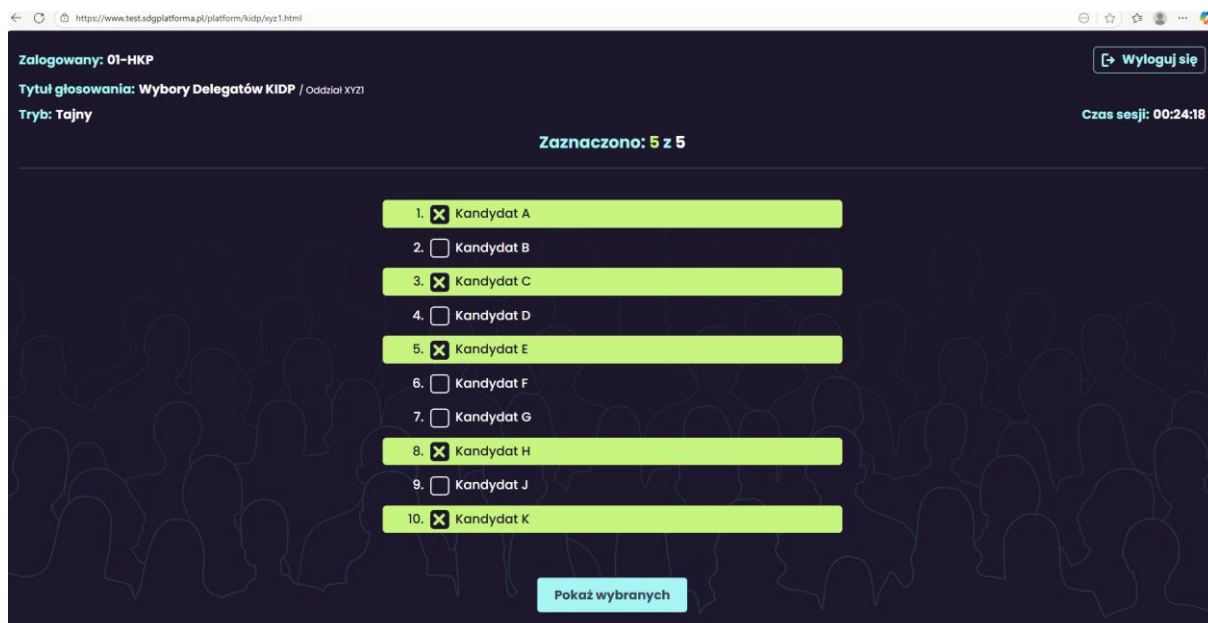 https://www.test.sdgplatforma.pl/platform/kidp/xyz1.html
Zalogowany: 01-HKP
Wyloguj się
Tytuł głosowania: Wybory Delegatów KIDP / Oddział XYZ1
Tryb: Tajny
Czas sesji: 00:24:18
Zaznaczono: 5 z 5
1. Kandydat A
2. Kandydat B
3. Kandydat C
4. Kandydat D
5. Kandydat E
6. Kandydat F
7. Kandydat G
8. Kandydat H
9. Kandydat J
10. Kandydat K
Pokaż wybranych